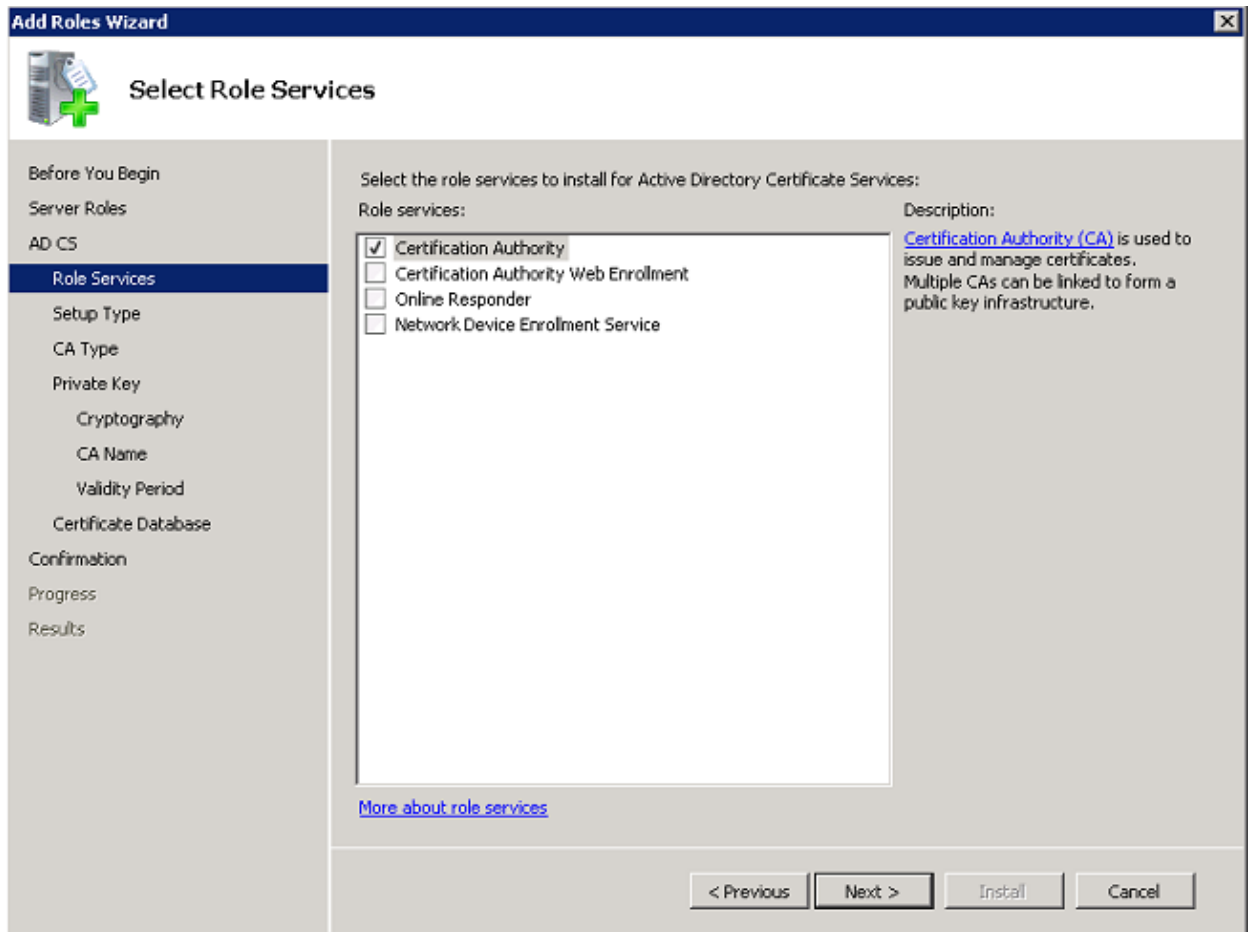 Add Roles Wizard
Select Role Services
Before You Begin
Server Roles
AD CS
Role Services
Setup Type
CA Type
Private Key
Cryptography
CA Name
Validity Period
Certificate Database
Confirmation
Progress
Results
Select the role services to install for Active Directory Certificate Services:
Role services:
Certification Authority
Certification Authority Web Enrollment
Online Responder
Network Device Enrollment Service
More about role services
Description:
Certification Authority (CA) is used to
issue and manage certificates.
Multiple CAs can be linked to form a
public key infrastructure.
< Previous
Next >
Install
Cancel